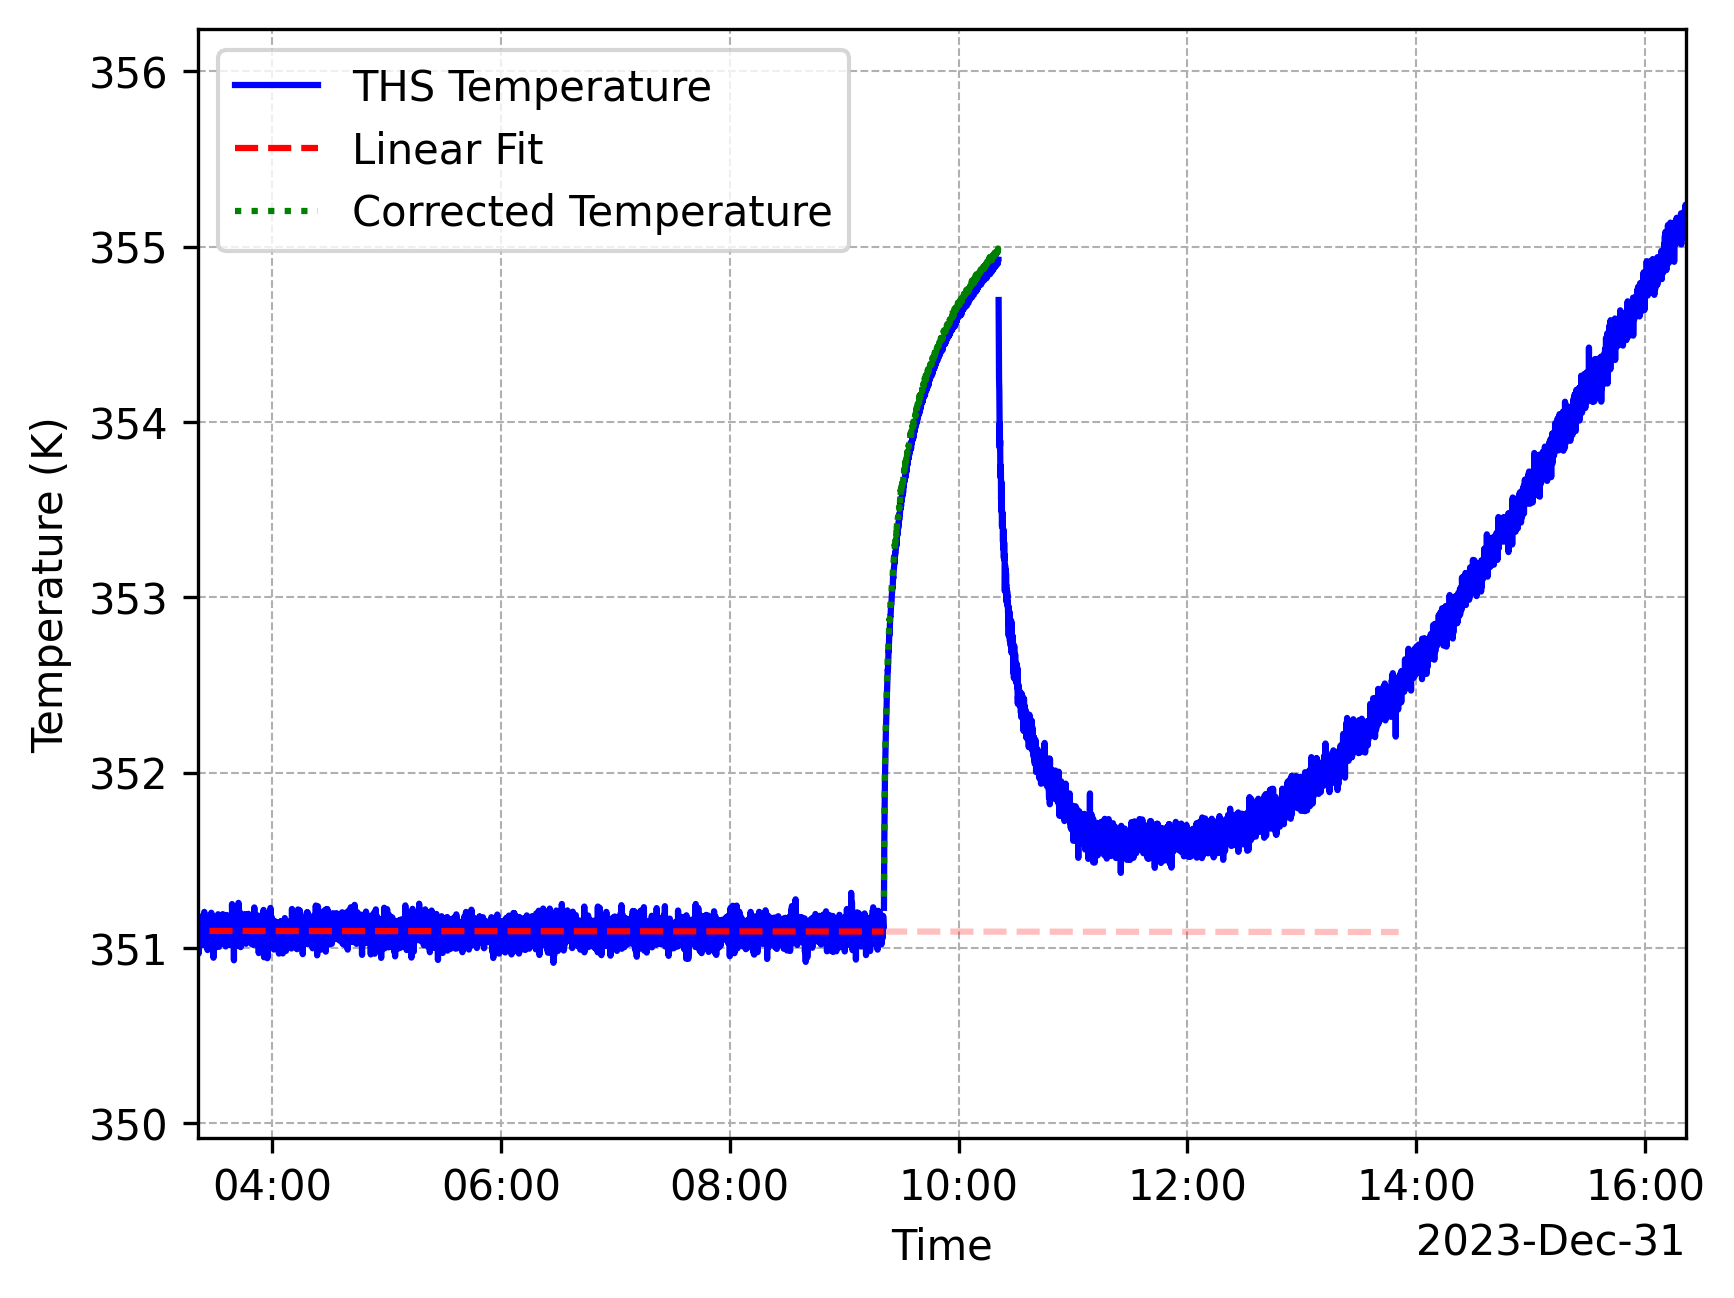 THS Temperature
Linear Fit
Corrected Temperature
356
355
354
353
352
351
350
Temperature (K)
04:00 06:00 08:00 10:00 12:00 14:00 16:00
Time
2023-Dec-31